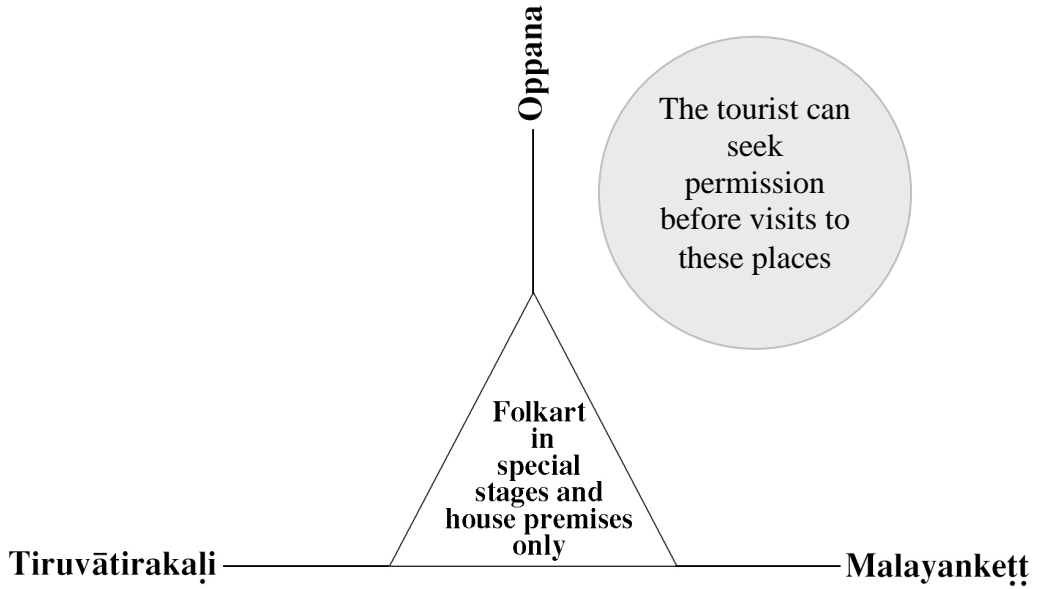 Oppana
The tourist can
seek
permission
before visits to
these places
Folkart
in
special
stages and
house premises
only
Tiruvātirakaḷi
Malayankeṭṭ